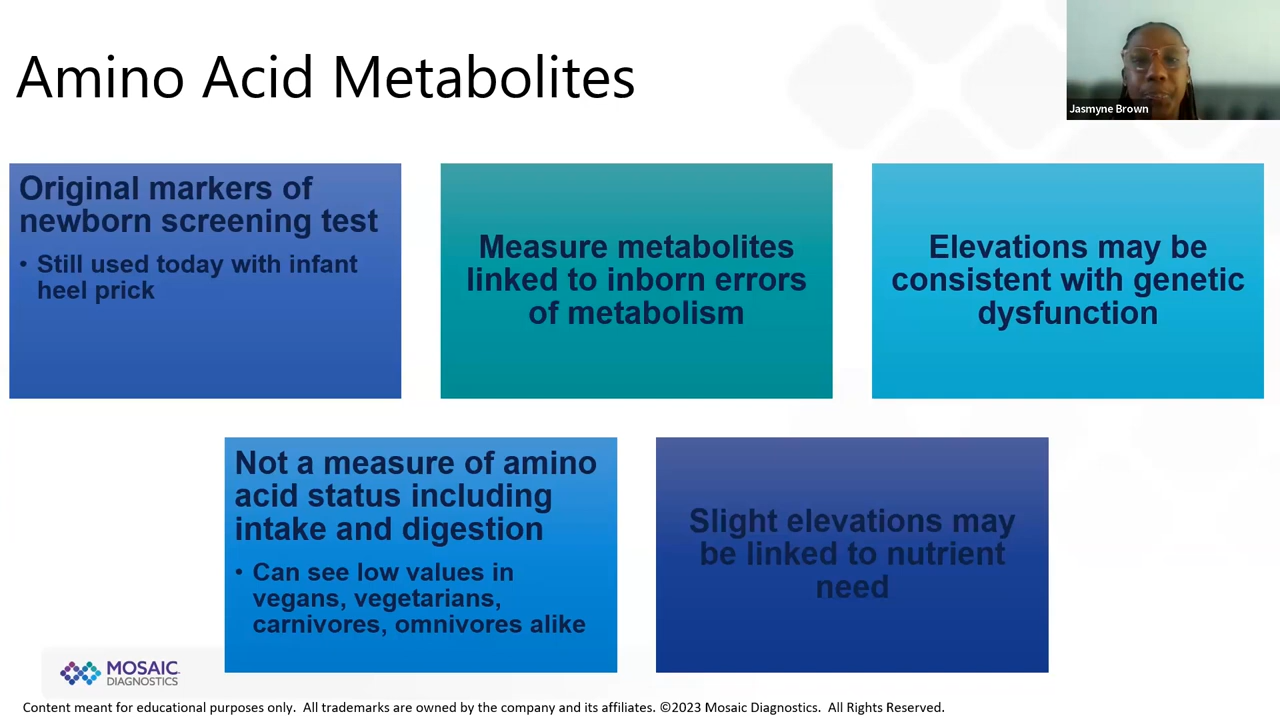 Amino Acid Metabolites
Jasmyne Brown
Original markers of
newborn screening test
• Still used today with infant
heel prick
Measure metabolites
linked to inborn errors
of metabolism
Elevations may be
consistent with genetic
dysfunction
Not a measure of amino
acid status including
intake and digestion
• Can see low values in
vegans, vegetarians,
carnivores, omnivores alike
Slight elevations may
be linked to nutrient
need
MOSAIC
DIAGNOSTICS
Content meant for educational purposes only. All trademarks are owned by the company and its affiliates. ©2023 Mosaic Diagnostics. All Rights Reserved.